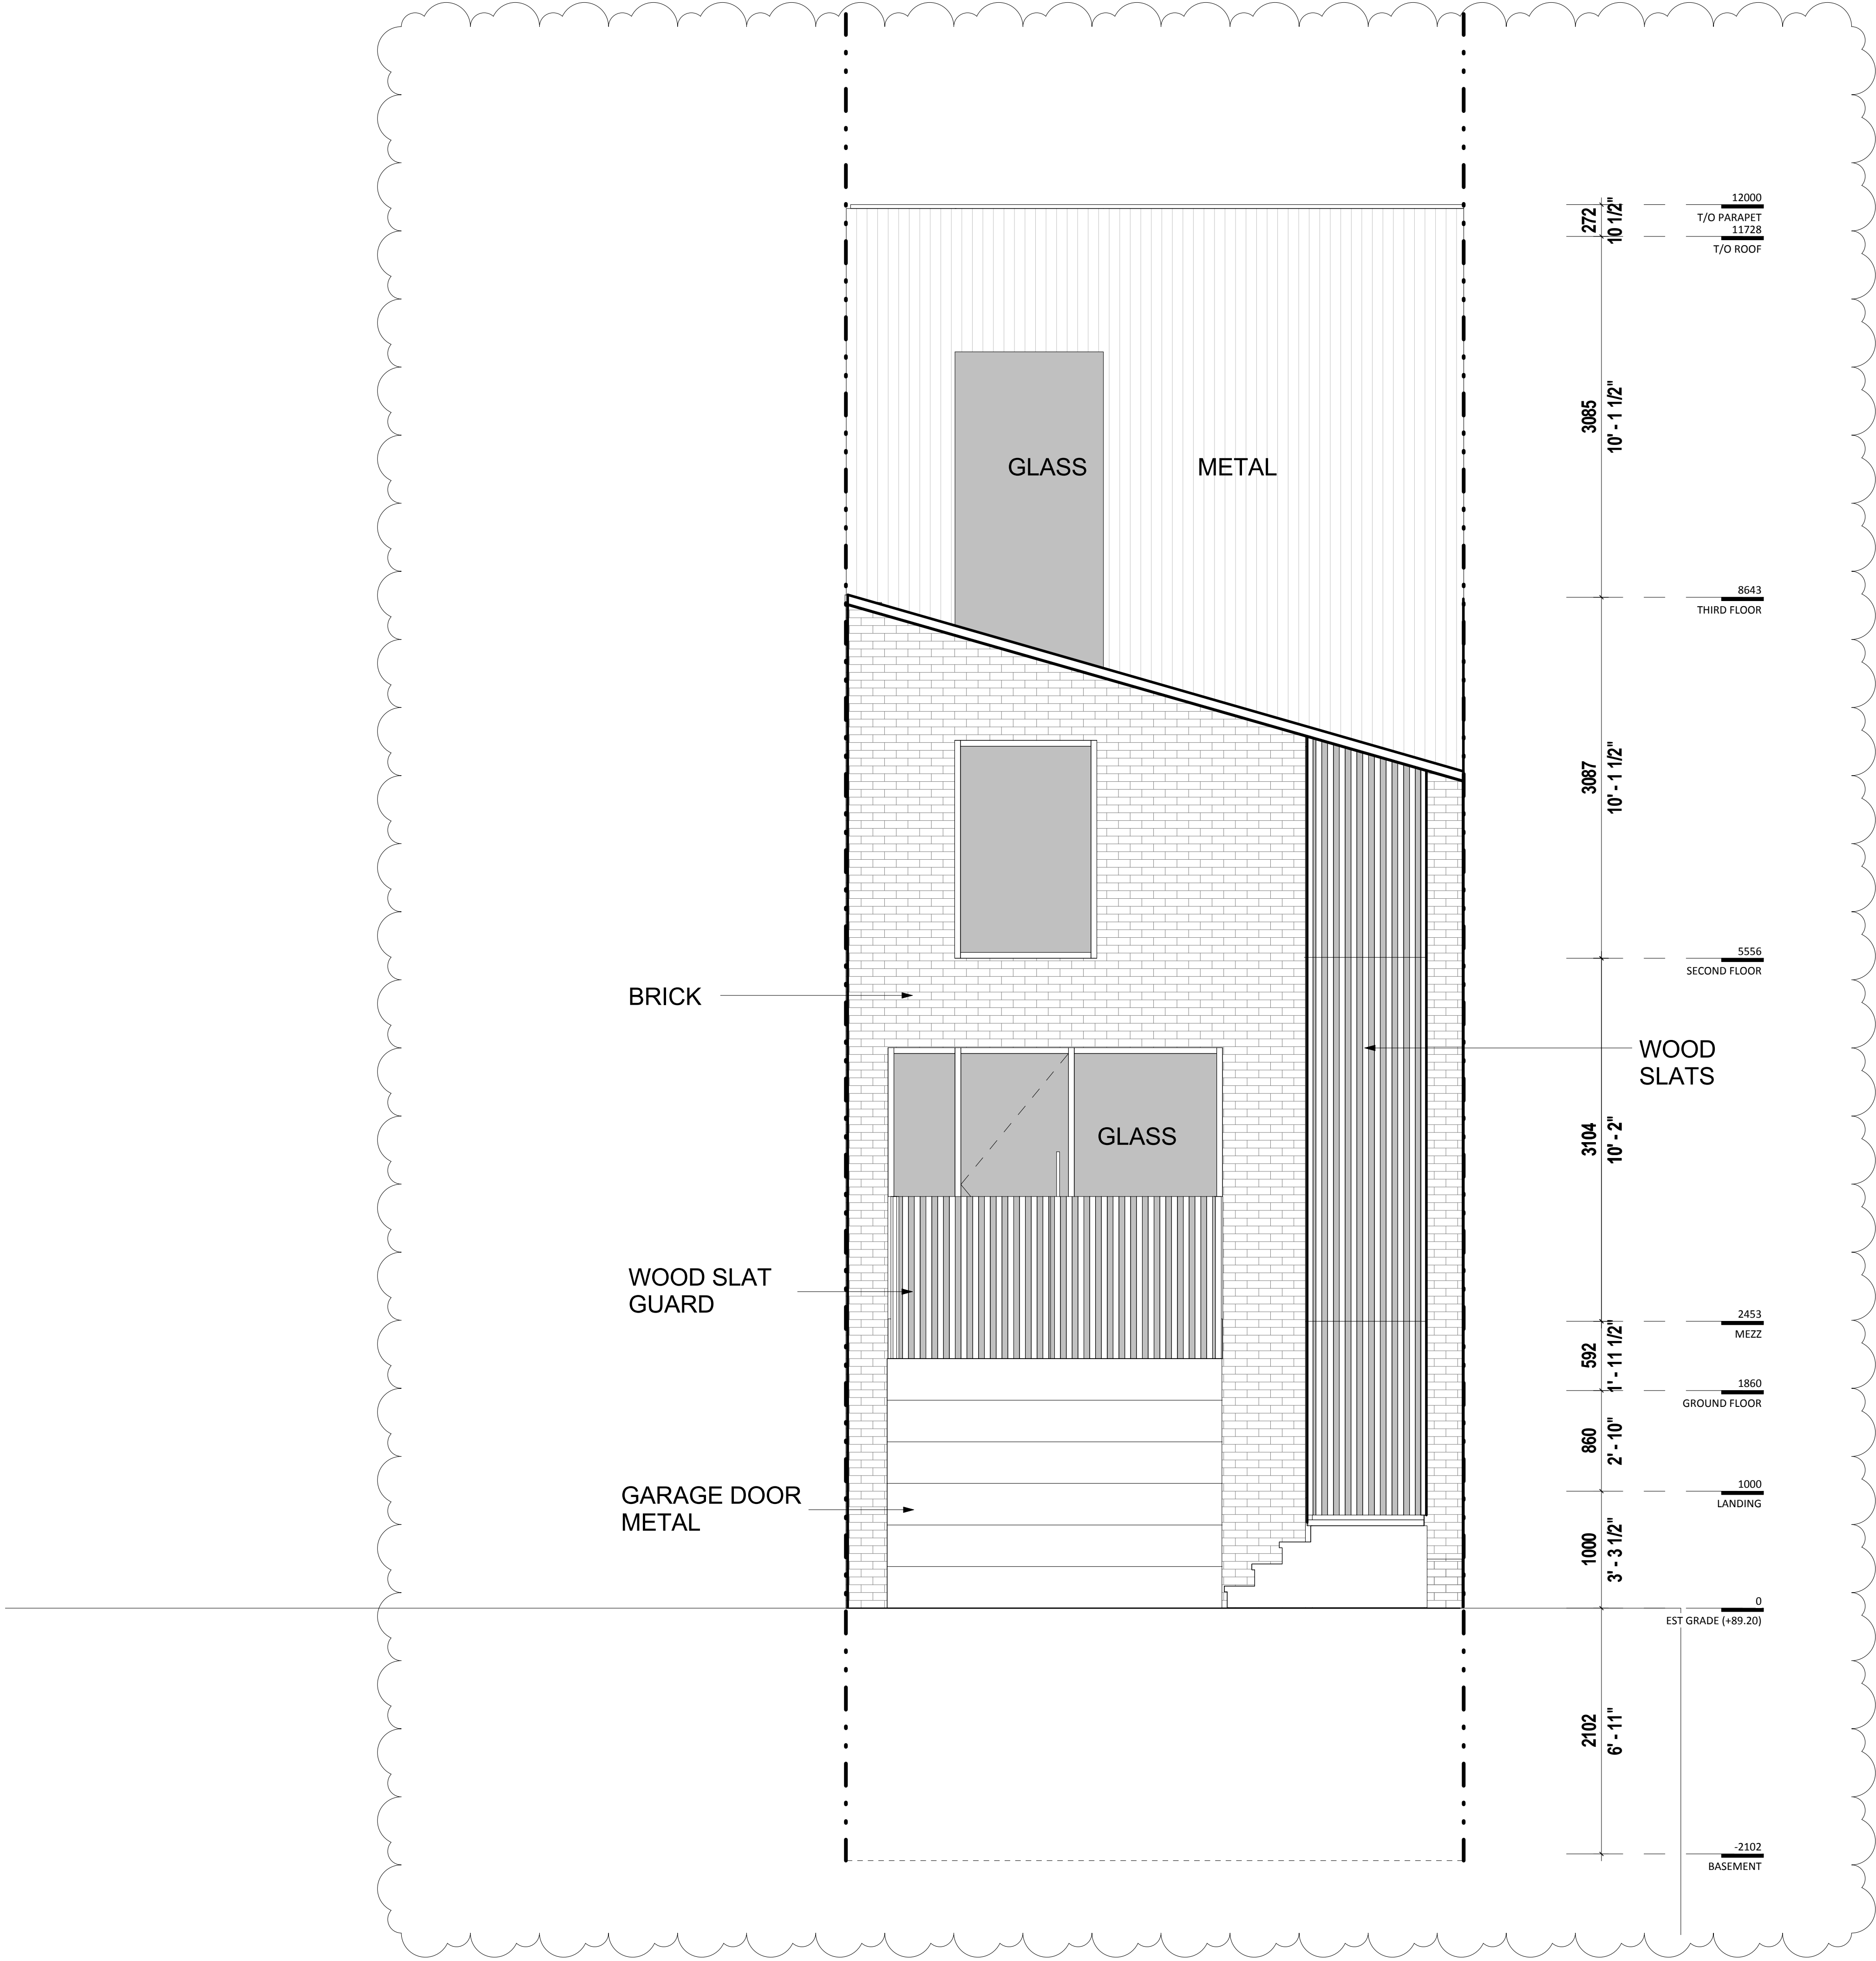 12000
T/O PARAPET
272
10 1/2"
11728
T/O ROOF
3085
10' - 1 1/2"
GLASS
METAL
8643
THIRD FLOOR
3087
10' - 1 1/2"
5556
SECOND FLOOR
BRICK
WOOD
SLATS
3104
10' - 2"
GLASS
WOOD SLAT
GUARD
2453
MEZZ
592
1' - 11 1/2"
1860
GROUND FLOOR
860
2' - 10"
GARAGE DOOR
METAL
1000
LANDING
1000
3' - 3 1/2"
0
EST GRADE (+89.20)
2102
6' - 11"
-2102
BASEMENT